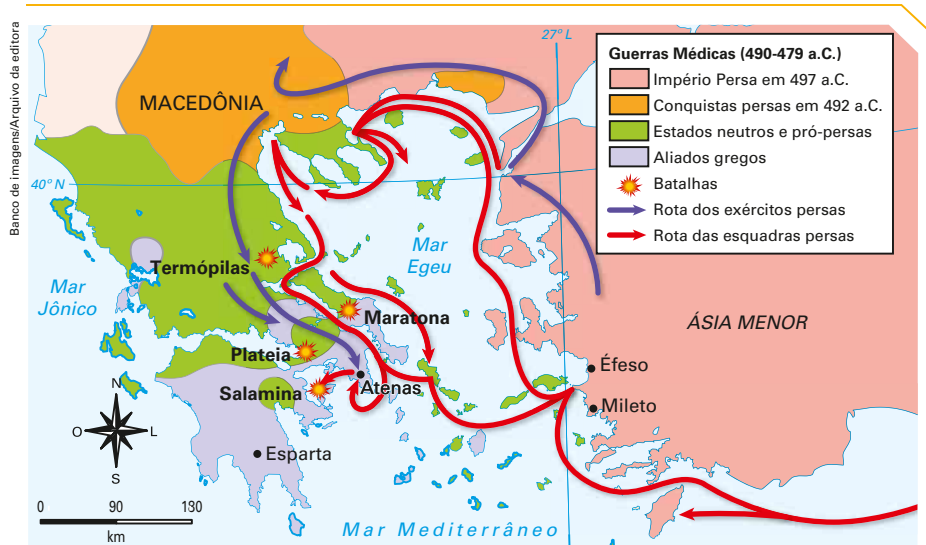 Banco de imagens/Arquivo da editora
27º L
Guerras Médicas (490-479 a.C.)
Império Persa em 497 a.C.
Conquistas persas em 492 a.C.
Estados neutros e pró-persas
Aliados gregos
Batalhas
Rota dos exércitos persas
Rota das esquadras persas
MACEDÔNIA
40º N
Mar
Egeu
Termópilas
Mar
Jônico
Maratona
ÁSIA MENOR
Plateia
Éfeso
Salamina
Atenas
Mileto
N
O
L
S
Esparta
0
90
130
km
Mar Mediterrâneo